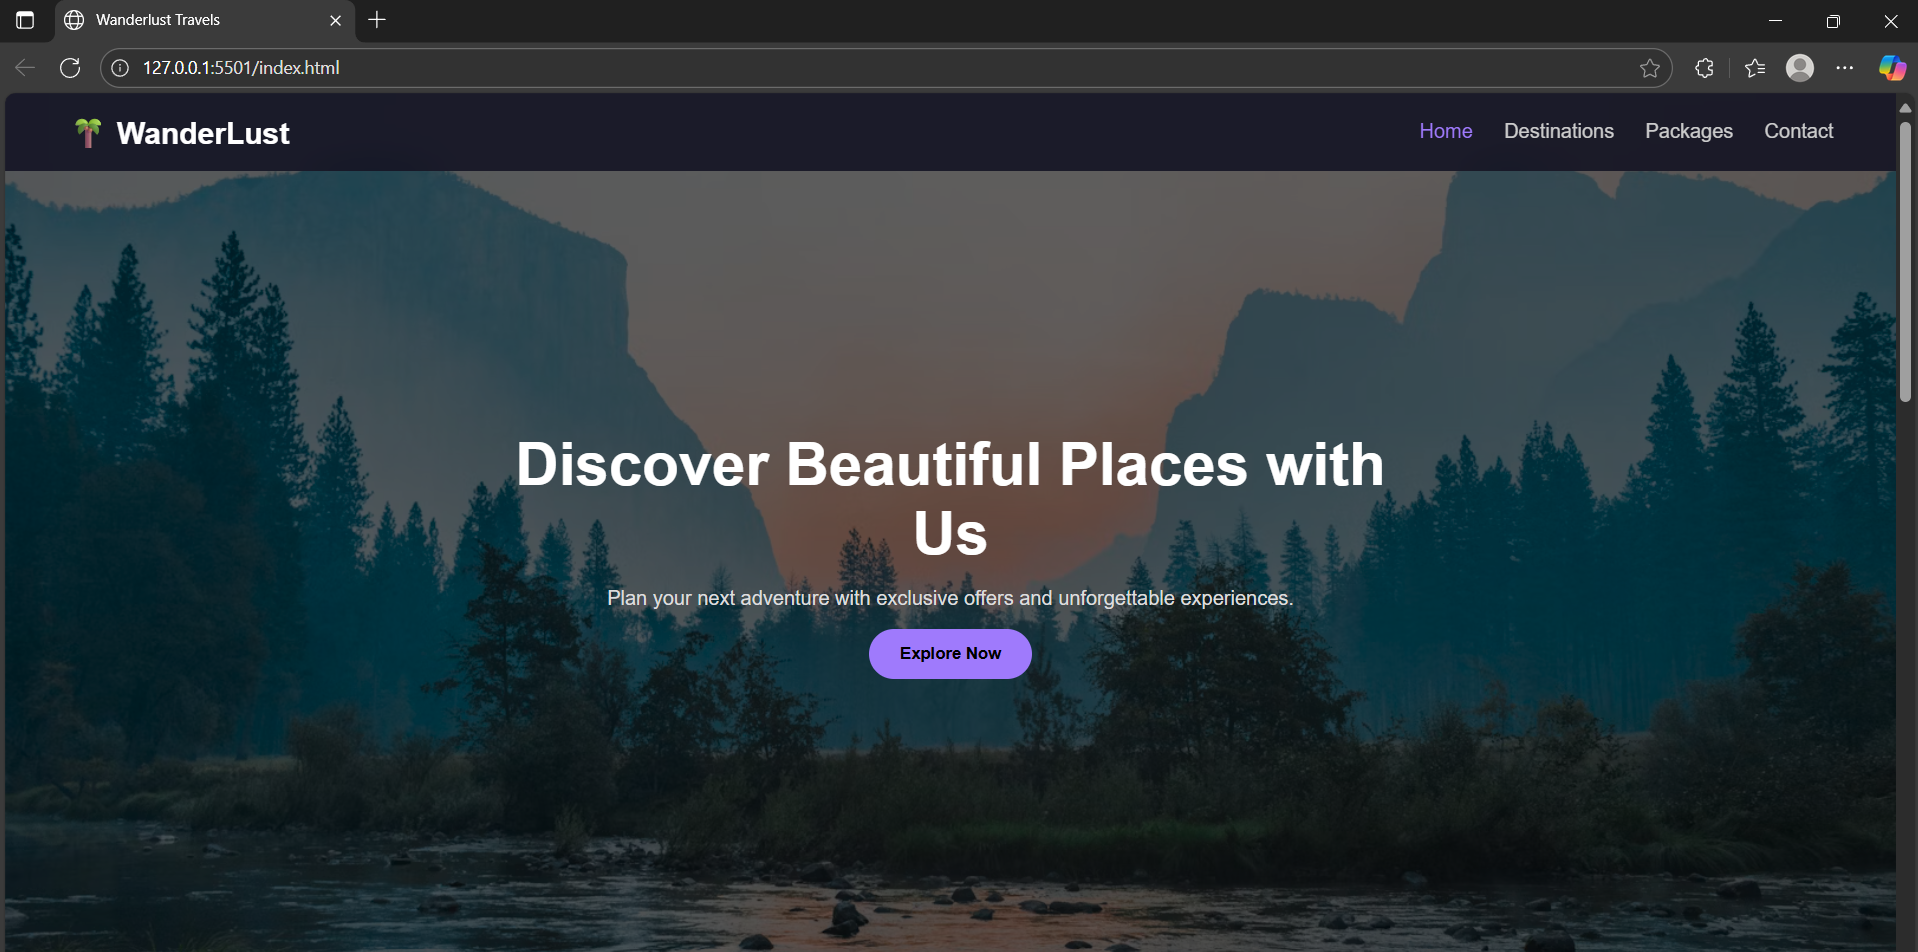 Wanderlust Travels
127.0.0.1:5501/index.html
WanderLust
Home Destinations Packages Contact
Discover Beautiful Places with
Us
Plan your next adventure with exclusive offers and unforgettable experiences.
Explore Now